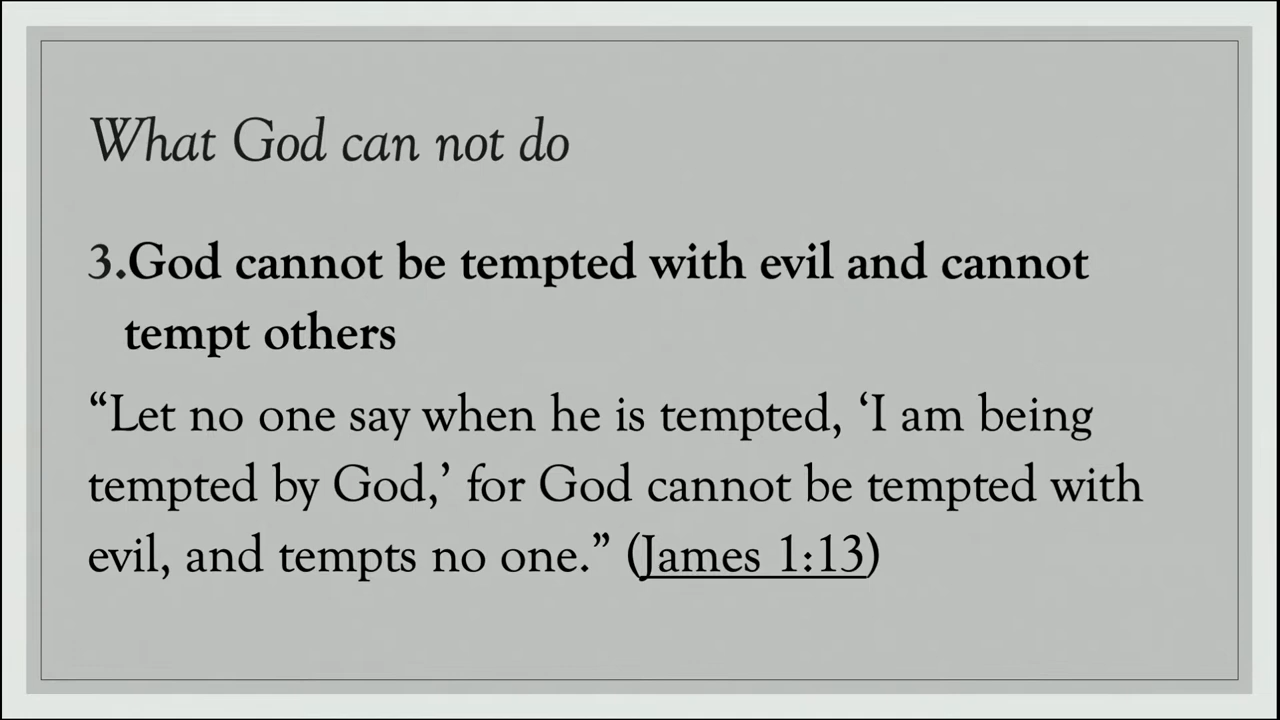 What God can not do
3.God cannot be tempted with evil and cannot
tempt others
“Let no one say when he is tempted, ‘I am being
tempted by God,’ for God cannot be tempted with
evil, and tempts no one.” (James 1:13)